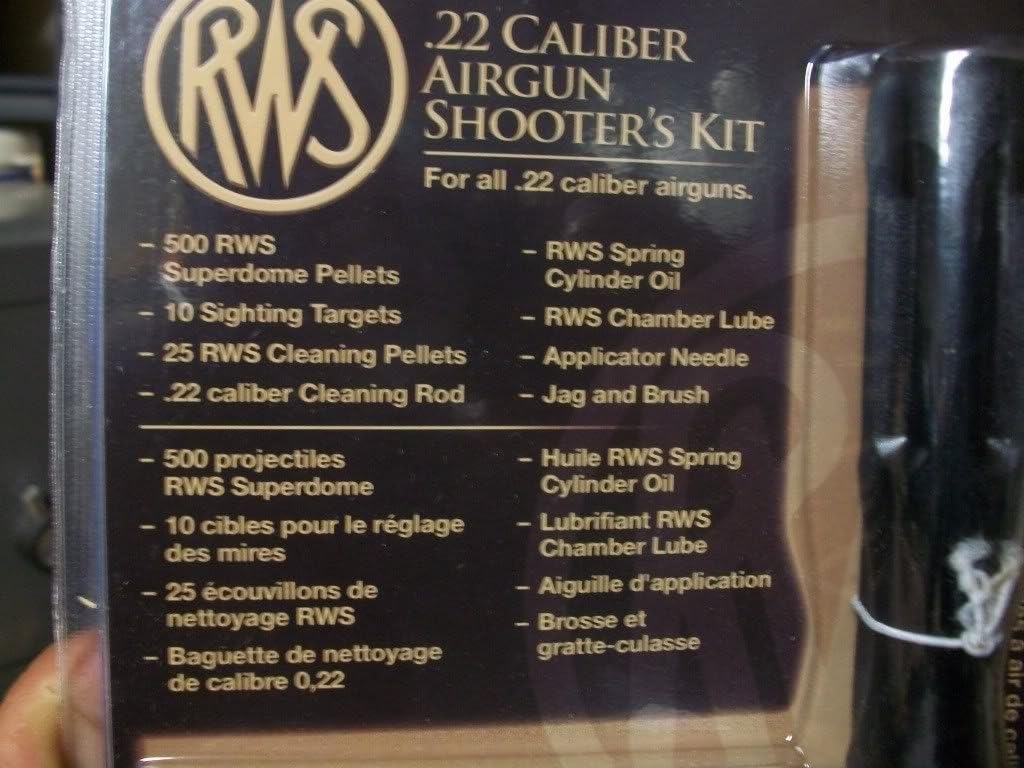 RWS
.22 CALIBER
AIRGUN
SHOOTER'S KIT
For all .22 caliber airguns.
– 500 RWS
Superdome Pellets
– 10 Sighting Targets
– 25 RWS Cleaning Pellets
– .22 caliber Cleaning Rod
– RWS Spring
Cylinder Oil
– RWS Chamber Lube
– Applicator Needle
– Jag and Brush
– 500 projectiles
RWS Superdome
– 10 cibles pour le réglage
des mires
– 25 écouvillons de
nettoyage RWS
– Baguette de nettoyage
de calibre 0,22
– Huile RWS Spring
Cylinder Oil
– Lubrifiant RWS
Chamber Lube
– Aiguille d'application
– Brosse et
gratte-culasse
à air de